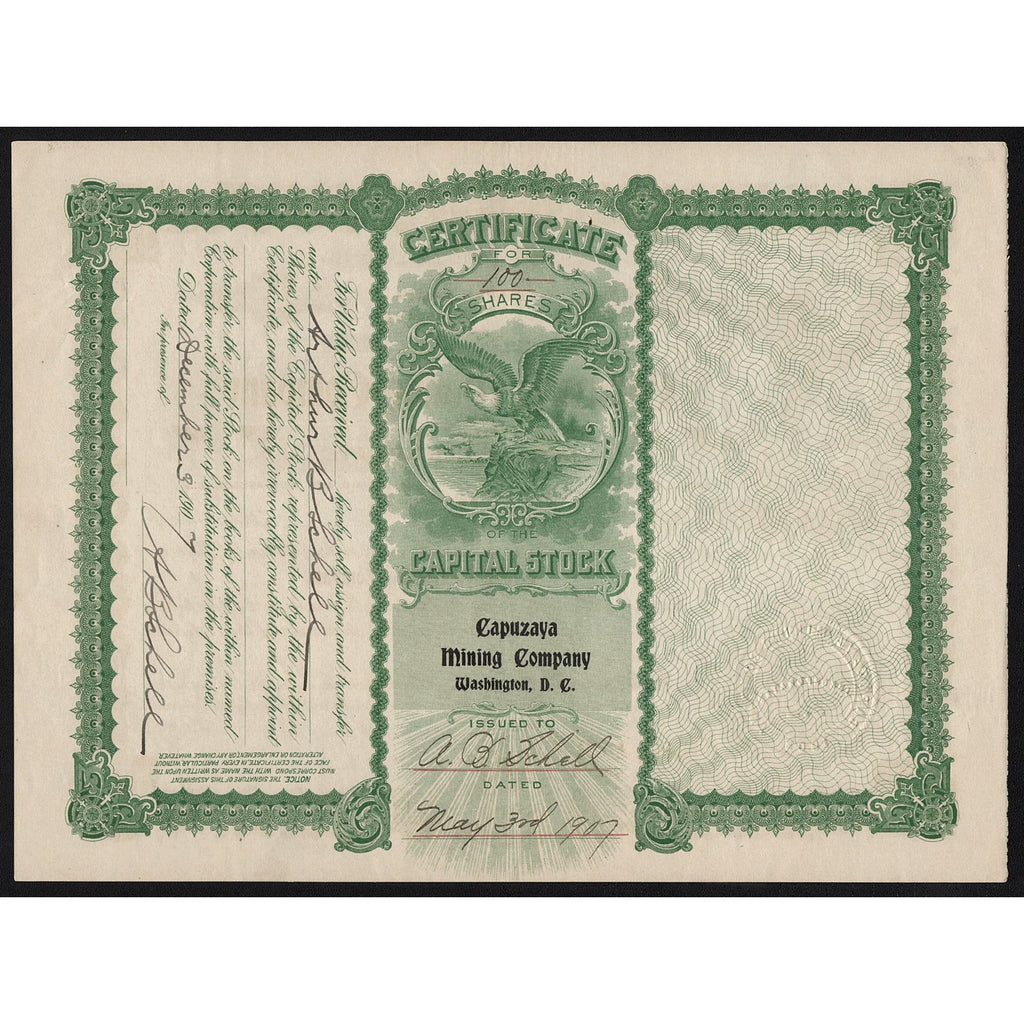 CERTIFICATE
FOR
100
SHARES
OF THE
CAPITAL STOCK
Capuzaya
Mining Company
Washington, D. C.
ISSUED TO
A. B. Schell
DATED
May 3rd 1907
For Value Received, hereby sell, assign and transfer
unto Arthur B Schell
Shares of the Capital Stock represented by the within
Certificate, and do hereby irrevocably constitute and appoint
to transfer the said Stock on the books of the within named
Corporation with full power of substitution in the premises.
Dated December 3 1907
In presence of
A B Schell
NOTICE. THE SIGNATURE OF THIS ASSIGNMENT
MUST CORRESPOND WITH THE NAME AS WRITTEN UPON THE
FACE OF THE CERTIFICATE, IN EVERY PARTICULAR, WITHOUT
ALTERATION OR ENLARGEMENT OR ANY CHANGE WHATEVER